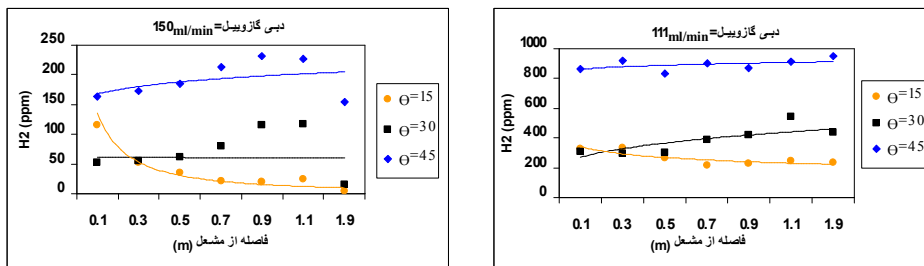 دبی گازوییل=150ml/min
H2 (ppm)
250
200
150
100
50
0
0.1 0.3 0.5 0.7 0.9 1.1 1.9
فاصله از مشعل (m)
Θ=15
Θ=30
Θ=45
دبی گازوییل=111ml/min
H2 (ppm)
1000
800
600
400
200
0
0.1 0.3 0.5 0.7 0.9 1.1 1.9
فاصله از مشعل (m)
Θ=15
Θ=30
Θ=45